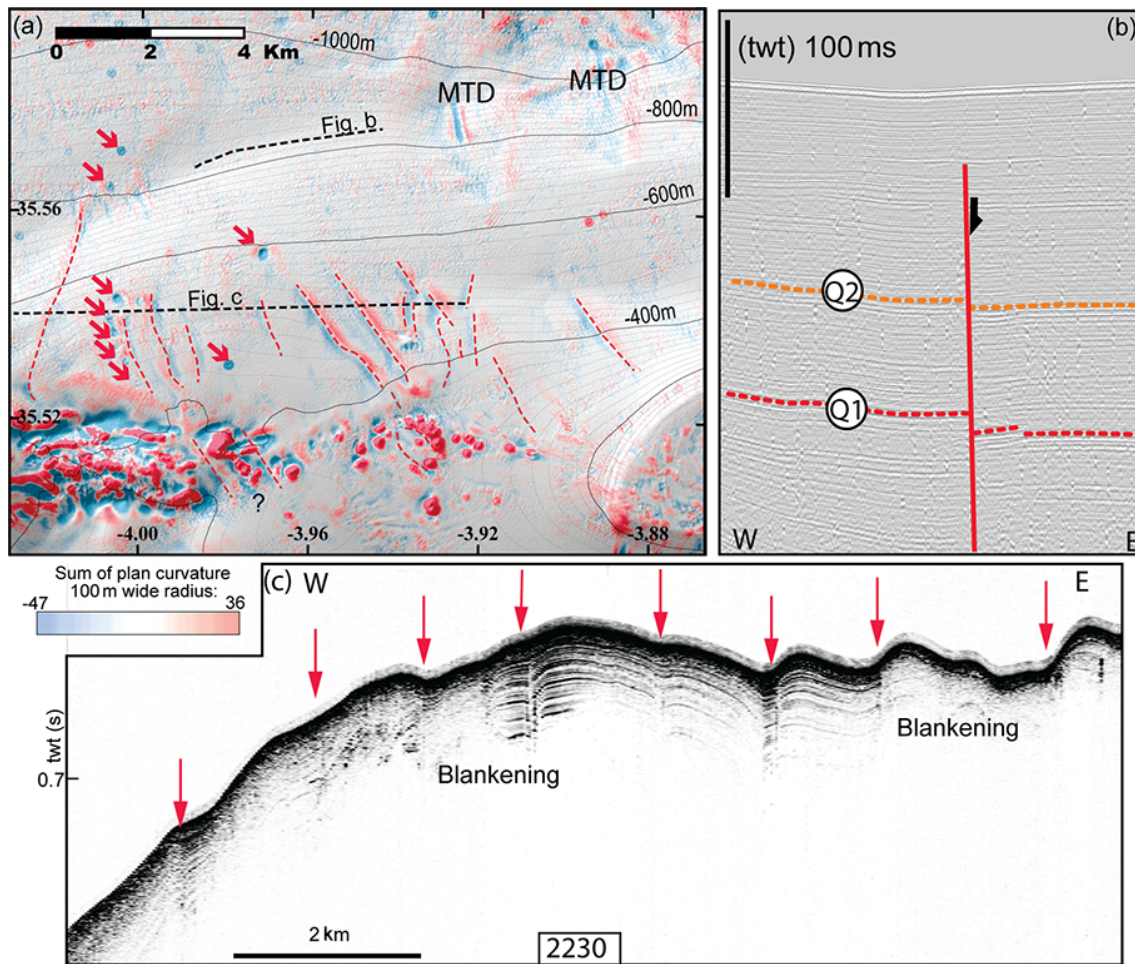 (a)
0 2 4
Km
-1000m
MTD
MTD
-800m
Fig. b
-600m
35.56
Fig. c
-400m
35.52
?
-4.00
-3.96
-3.92
-3.88
(b)
(twt) 100 ms
Q2
Q1
W
E
Sum of plan curvature
100 m wide radius:
-47
36
(c)
W
E
twt (s)
0.7
Blankening
Blankening
2 km
2230